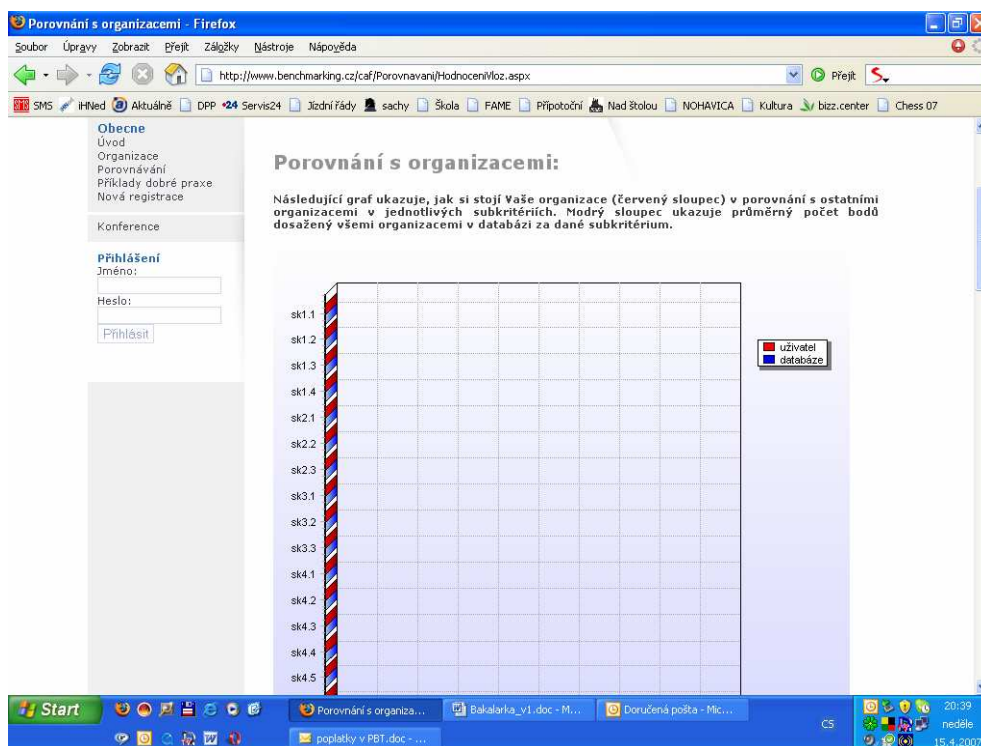 Porovnání s organizacemi - Firefox
Soubor Úpravy Zobrazit Přejít Záložky Nástroje Nápověda
http://www.benchmarking.cz/caf/Porovnavani/HodnoceniVloz.aspx Přejít
SMS iHNed Aktuálně DPP Servis24 Jízdní řády sachy Škola FAME Přípotoční Nad štolou NOHAVICA Kultura bizz.center Chess 07
Obecne
Úvod
Organizace
Porovnávání
Příklady dobré praxe
Nová registrace
Konference
Přihlášení
Jméno:
Heslo:
Přihlásit
Porovnání s organizacemi:
Následující graf ukazuje, jak si stojí Vaše organizace (červený sloupec) v porovnání s ostatními
organizacemi v jednotlivých subkritériích. Modrý sloupec ukazuje průměrný počet bodů
dosažený všemi organizacemi v databázi za dané subkritérium.
sk1.1
sk1.2
sk1.3
sk1.4
sk2.1
sk2.2
sk2.3
sk3.1
sk3.2
sk3.3
sk4.1
sk4.2
sk4.3
sk4.4
sk4.5
uživatel
databáze
Start
Porovnání s organiza...
Bakalarka_v1.doc - M...
Doručená pošta - Mic...
poplatky v PBT.doc - ...
CS
20:39
neděle
15.4.2007